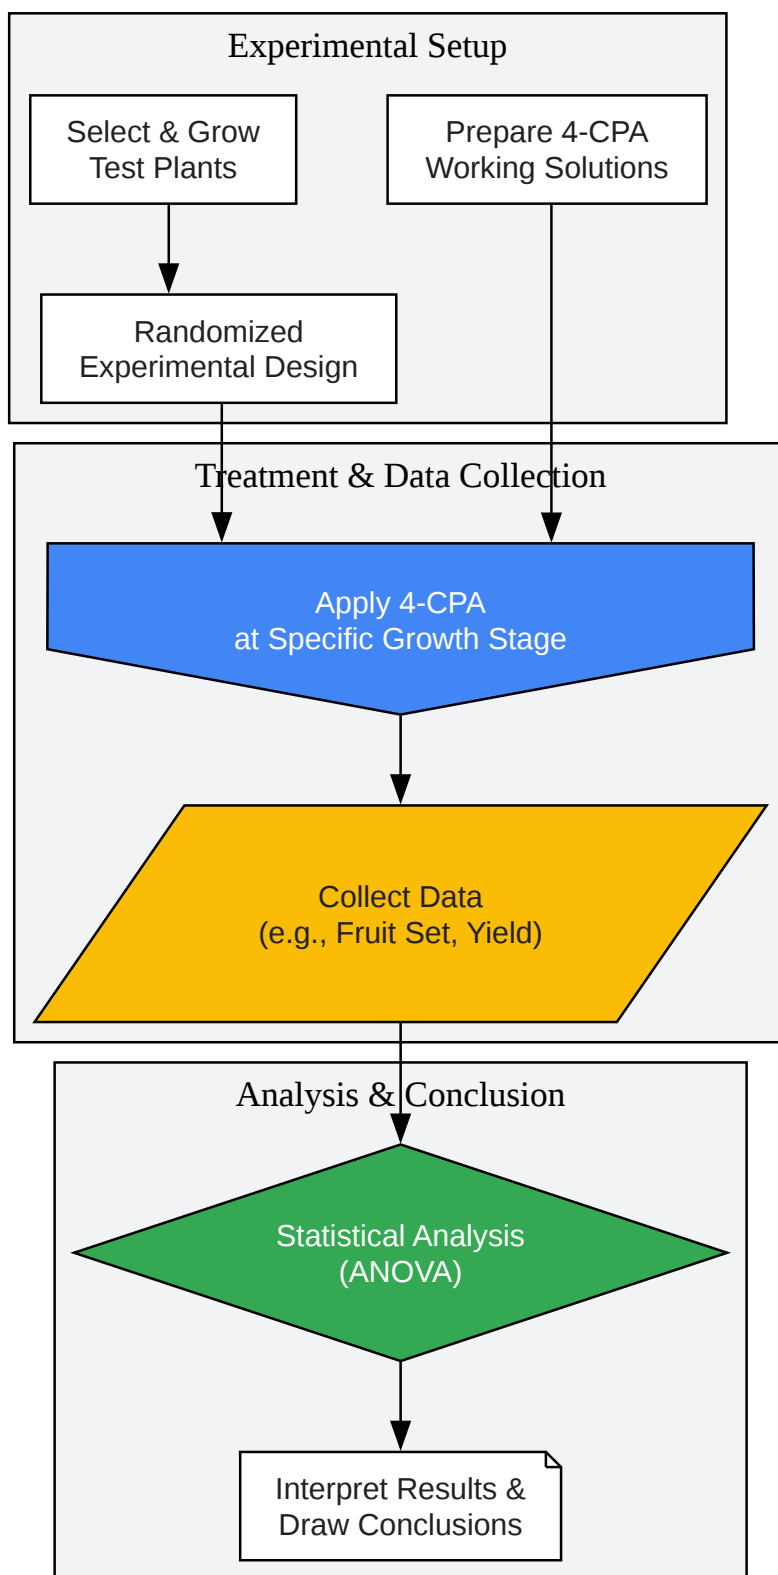 Experimental Setup
Select & Grow
Test Plants
Prepare 4-CPA
Working Solutions
Randomized
Experimental Design
Treatment & Data Collection
Apply 4-CPA
at Specific Growth Stage
Collect Data
(e.g., Fruit Set, Yield)
Analysis & Conclusion
Statistical Analysis
(ANOVA)
Interpret Results &
Draw Conclusions